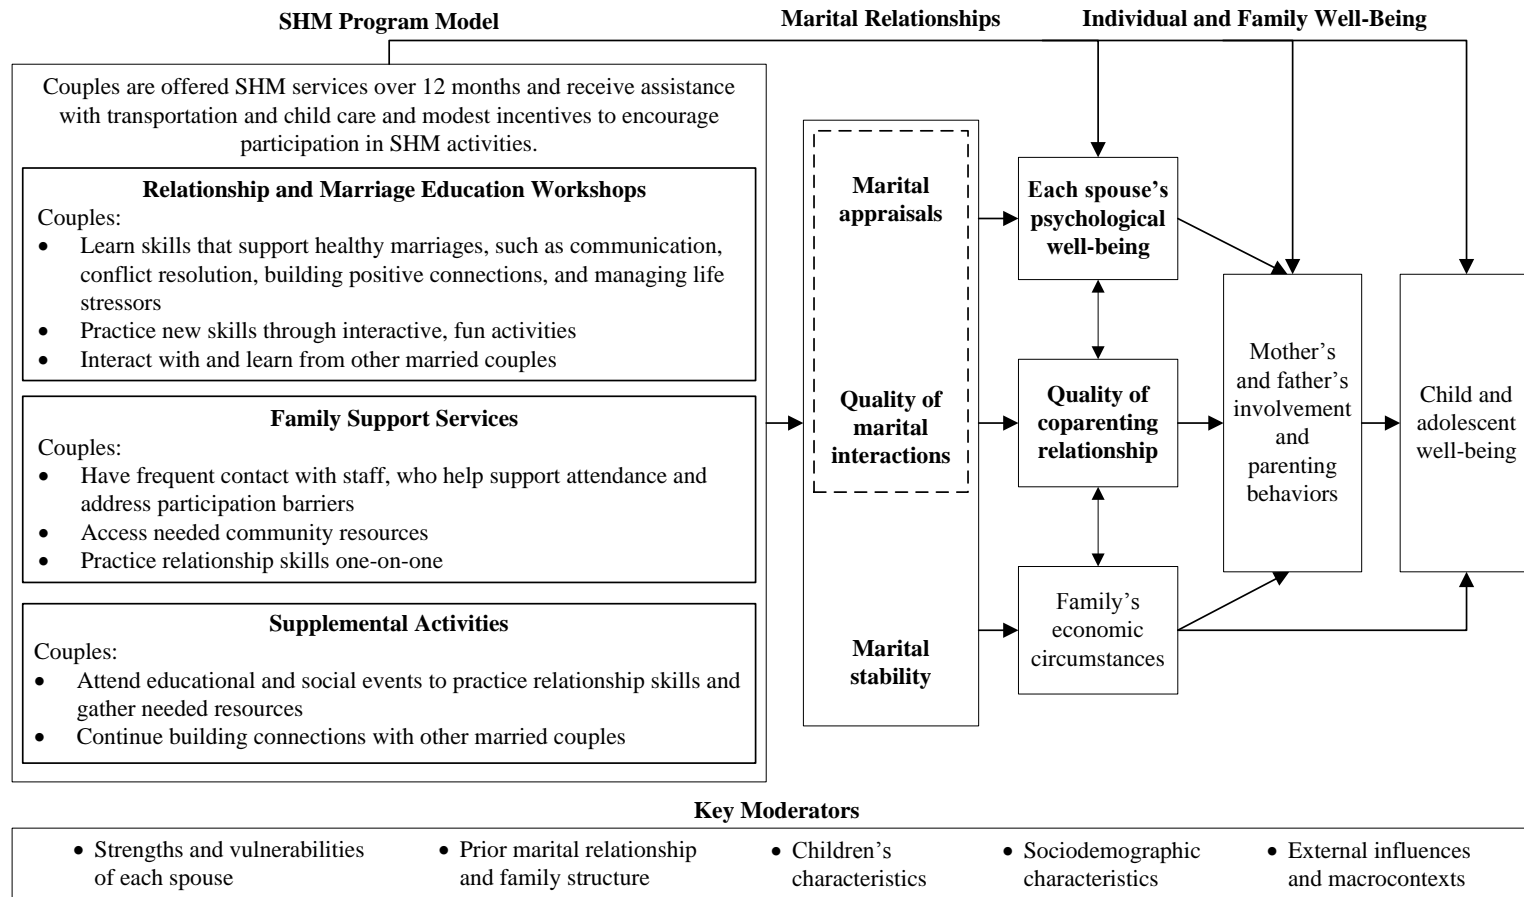 SHM Program Model
Marital Relationships
Individual and Family Well-Being
Couples are offered SHM services over 12 months and receive assistance
with transportation and child care and modest incentives to encourage
participation in SHM activities.
Relationship and Marriage Education Workshops
Couples:
• Learn skills that support healthy marriages, such as communication,
conflict resolution, building positive connections, and managing life
stressors
• Practice new skills through interactive, fun activities
• Interact with and learn from other married couples
Family Support Services
Couples:
• Have frequent contact with staff, who help support attendance and
address participation barriers
• Access needed community resources
• Practice relationship skills one-on-one
Supplemental Activities
Couples:
• Attend educational and social events to practice relationship skills and
gather needed resources
• Continue building connections with other married couples
Marital
appraisals
Quality of
marital
interactions
Marital
stability
Each spouse’s
psychological
well-being
Quality of
coparenting
relationship
Family’s
economic
circumstances
Mother’s
and father’s
involvement
and
parenting
behaviors
Child and
adolescent
well-being
Key Moderators
• Strengths and vulnerabilities
of each spouse
• Prior marital relationship
and family structure
• Children’s
characteristics
• Sociodemographic
characteristics
• External influences
and macrocontexts